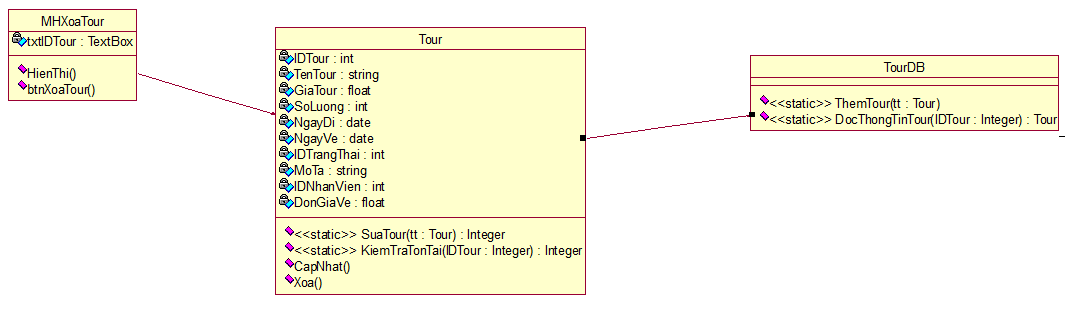 MHXoaTour
txtIDTour : TextBox
HienThi()
btnXoaTour()
Tour
IDTour : int
TenTour : string
GiaTour : float
SoLuong : int
NgayDi : date
NgayVe : date
IDTrangThai : int
MoTa : string
IDNhanVien : int
DonGiaVe : float
<<static>> SuaTour(tt : Tour) : Integer
<<static>> KiemTraTonTai(IDTour : Integer) : Integer
CapNhat()
Xoa()
TourDB
<<static>> ThemTour(tt : Tour)
<<static>> DocThongTinTour(IDTour : Integer) : Tour